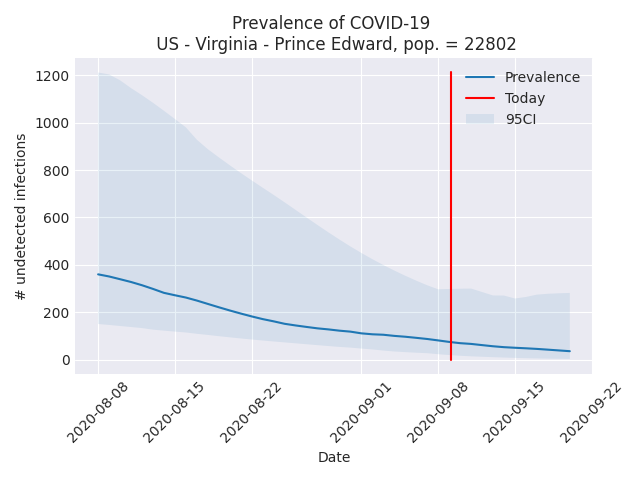 Prevalence of COVID-19
US - Virginia - Prince Edward, pop. = 22802
Prevalence
Today
95CI
# undetected infections
1200
1000
800
600
400
200
0
2020-08-08
2020-08-15
2020-08-22
2020-09-01
2020-09-08
2020-09-15
2020-09-22
Date